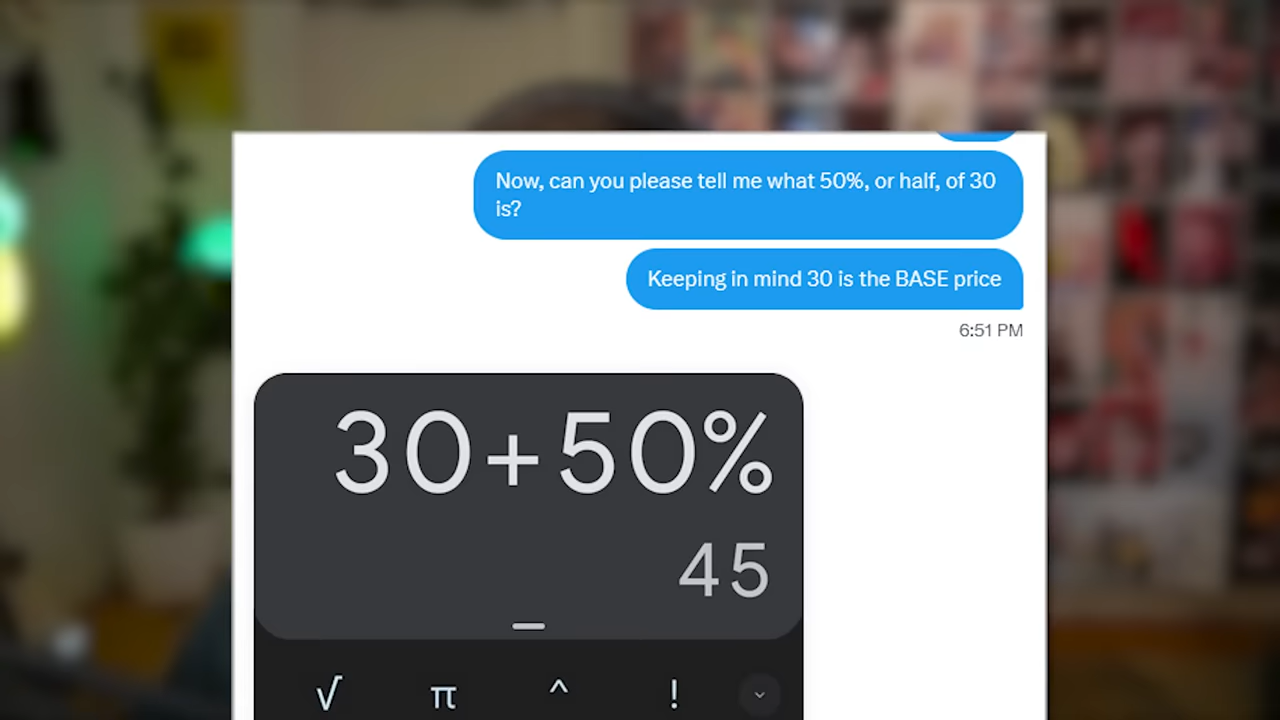 Now, can you please tell me what 50%, or half, of 30
is?
Keeping in mind 30 is the BASE price
6:51 PM
30+50%
45
√ π ^ !